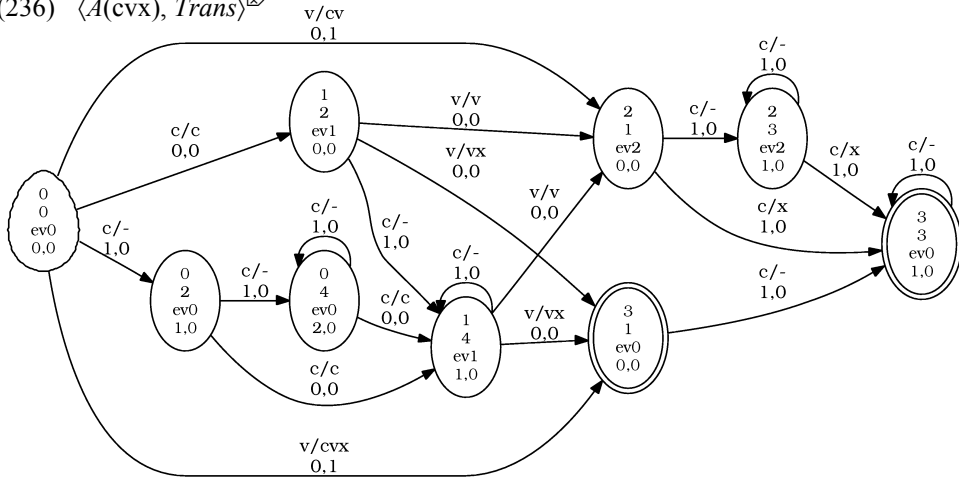 (236) ⟨A(cvx), Trans⟩
v/cv
0,1
c/-
1,0
1
2
ev1
0,0
v/v
0,0
2
1
ev2
0,0
c/-
1,0
2
3
ev2
1,0
c/c
0,0
v/vx
0,0
c/x
1,0
c/-
1,0
0
0
ev0
0,0
v/v
0,0
c/x
1,0
3
3
ev0
1,0
c/-
1,0
c/-
1,0
c/-
1,0
0
2
ev0
1,0
c/-
1,0
0
4
ev0
2,0
c/c
0,0
c/-
1,0
1
4
ev1
1,0
v/vx
0,0
3
1
ev0
0,0
c/-
1,0
c/c
0,0
v/cvx
0,1